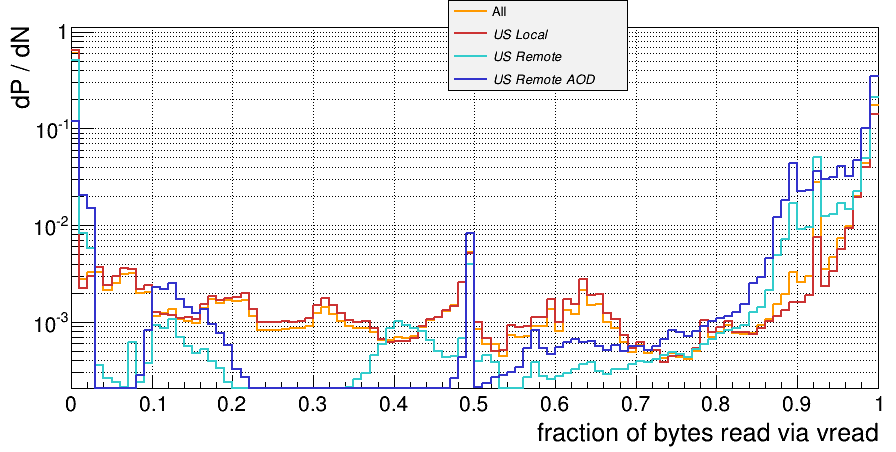 All
US Local
US Remote
US Remote AOD
dP / dN
1
10⁻¹
10⁻²
10⁻³
0 0.1 0.2 0.3 0.4 0.5 0.6 0.7 0.8 0.9 1
fraction of bytes read via vread